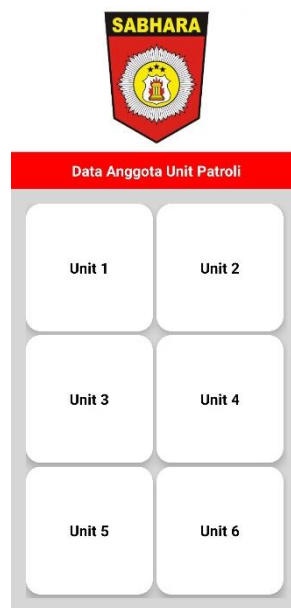 SABHARA
Data Anggota Unit Patroli
Unit 1
Unit 2
Unit 3
Unit 4
Unit 5
Unit 6